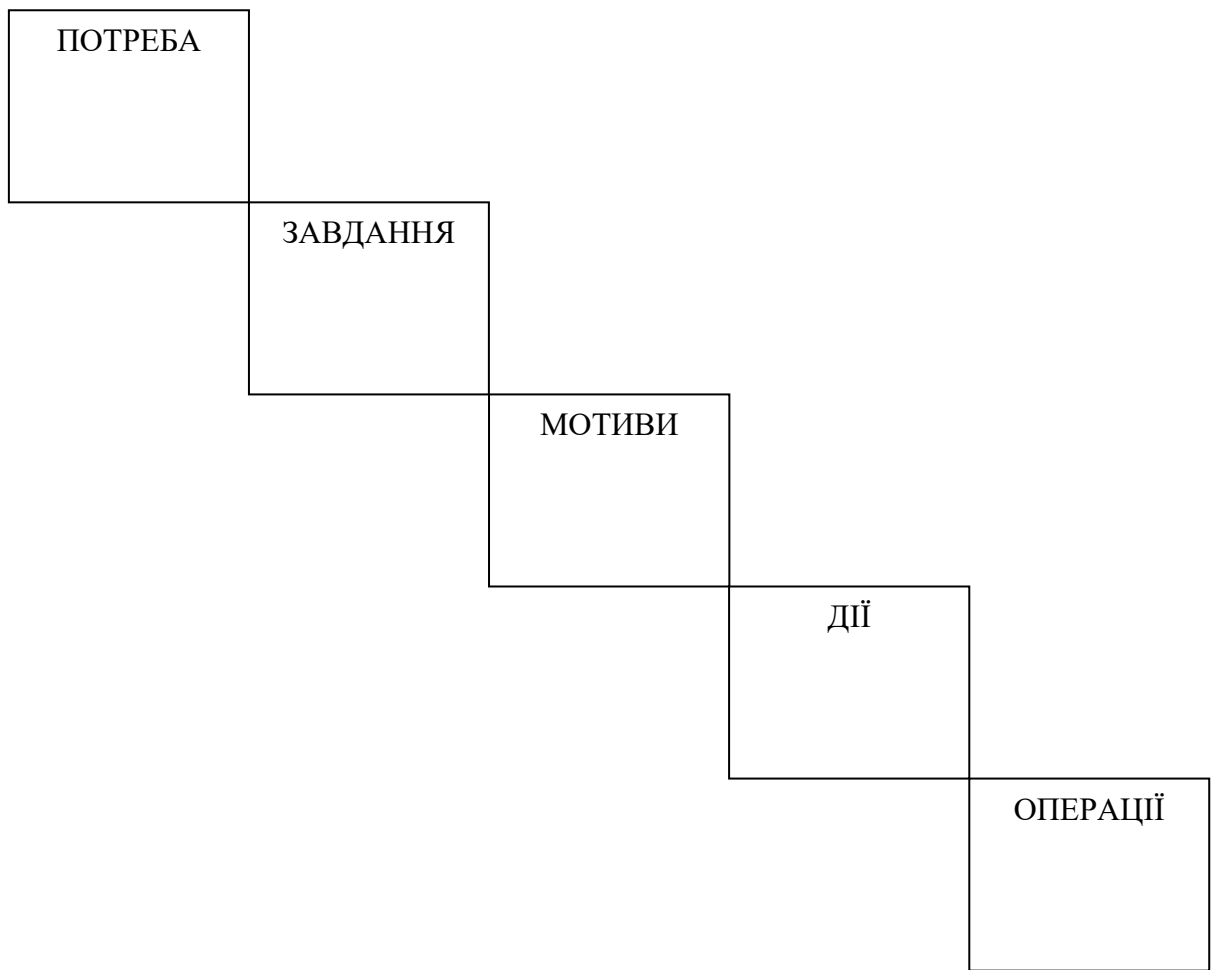 ПОТРЕБА
ЗАВДАННЯ
МОТИВИ
ДІЇ
ОПЕРАЦІЇ